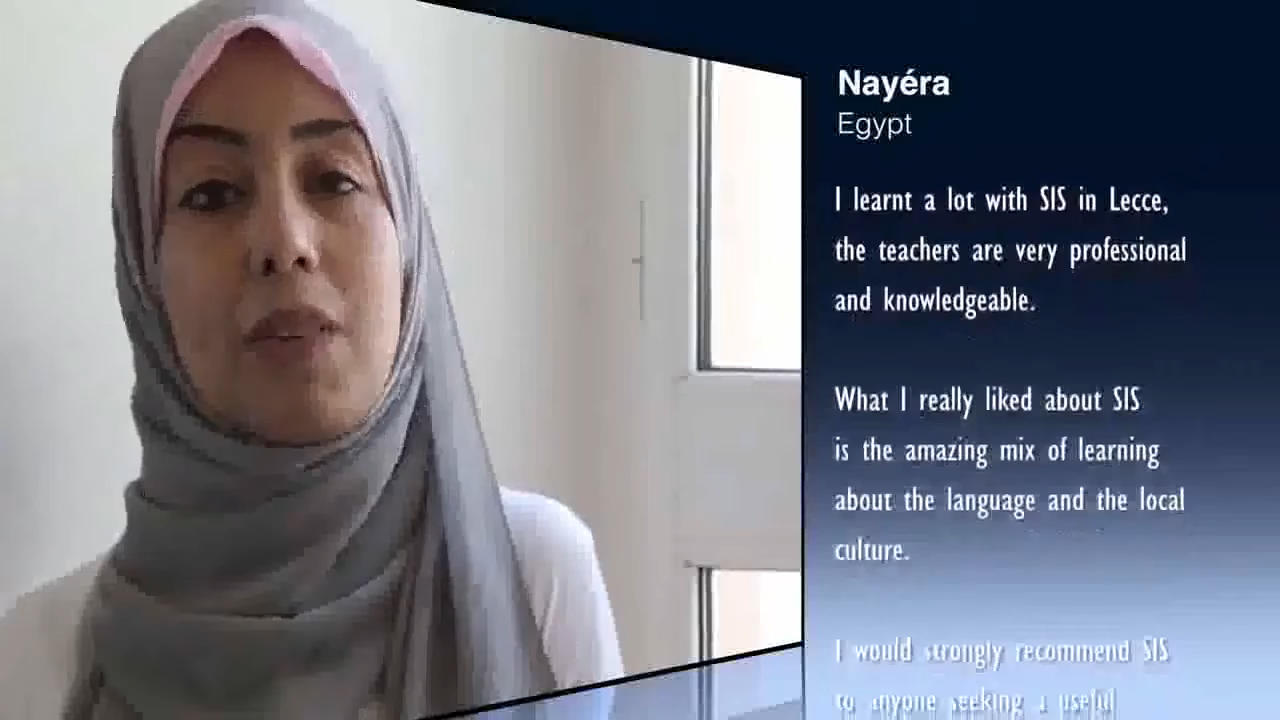 Nayéra
Egypt
I learnt a lot with SIS in Lecce,
the teachers are very professional
and knowledgeable.
What I really liked about SIS
is the amazing mix of learning
about the language and the local
culture.
I would strongly recommend SIS
to anyone seeking a useful